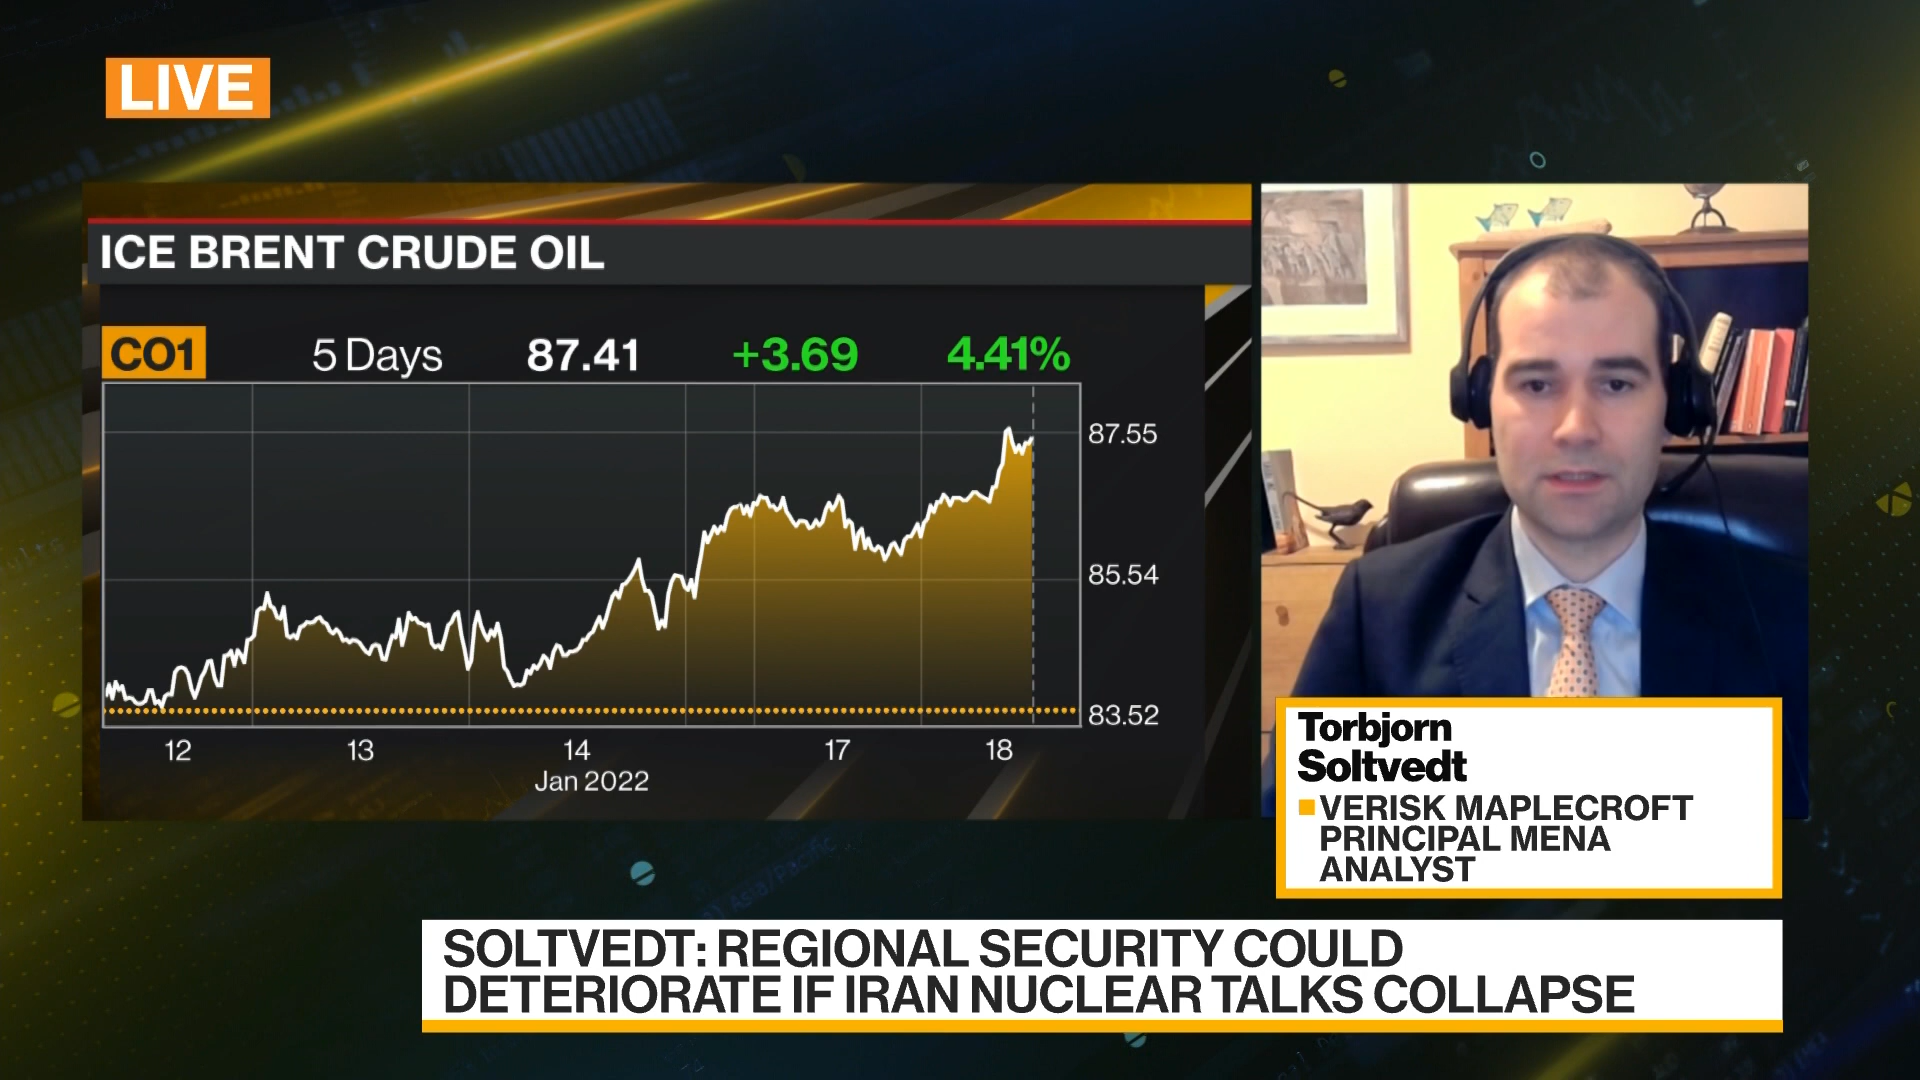 LIVE
ICE BRENT CRUDE OIL
CO1 5 Days 87.41 +3.69 4.41%
87.55
85.54
83.52
12 13 14 17 18
Jan 2022
Torbjorn
Soltvedt
VERISK MAPLECROFT
PRINCIPAL MENA
ANALYST
SOLTVEDT: REGIONAL SECURITY COULD
DETERIORATE IF IRAN NUCLEAR TALKS COLLAPSE